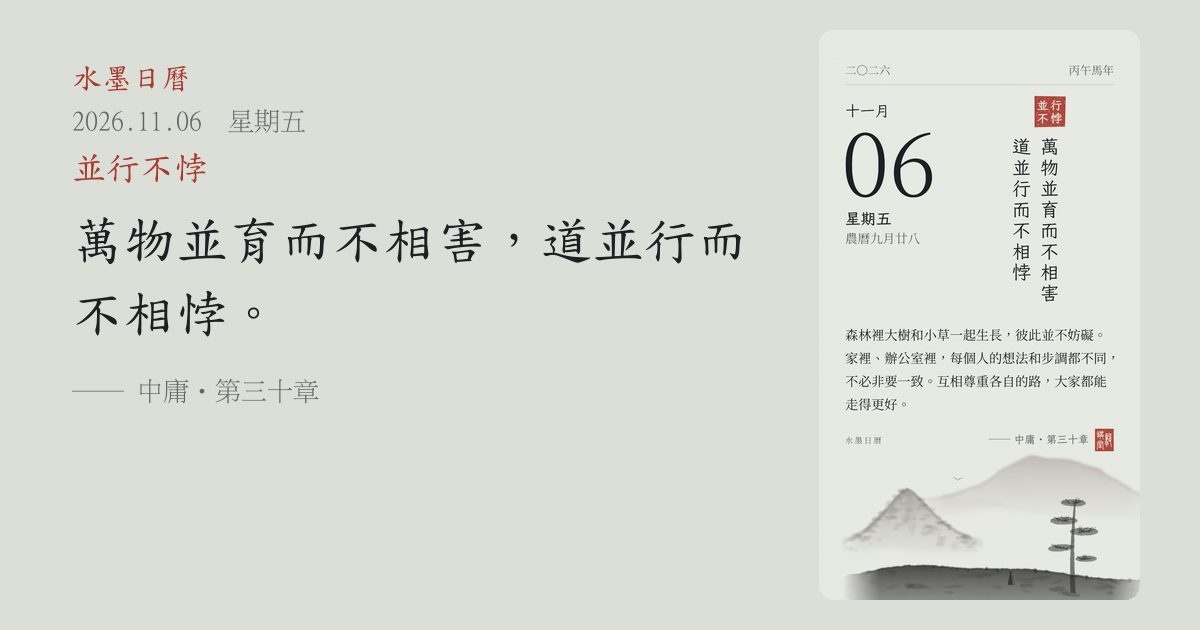 水墨日曆
2026.11.06 星期五
並行不悖
萬物並育而不相害，道並行而
不相悖。
—— 中庸・第三十章
二〇二六
丙午馬年
十一月
06
星期五
農曆九月廿八
並行
不悖
萬物並育而不相害
道並行而不相悖
森林裡大樹和小草一起生長，彼此並不妨礙。
家裡、辦公室裡，每個人的想法和步調都不同，
不必非要一致。互相尊重各自的路，大家都能
走得更好。
水墨日曆
—— 中庸・第三十章